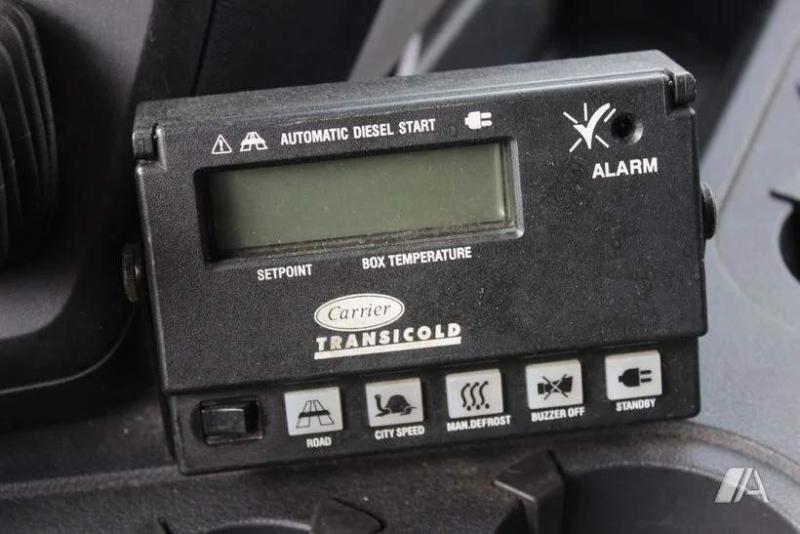 AUTOMATIC DIESEL START
ALARM
SETPOINT
BOX TEMPERATURE
Carrier
TRANSICOLD
ROAD
CITY SPEED
MAN.DEFROST
BUZZER OFF
STANDBY
A